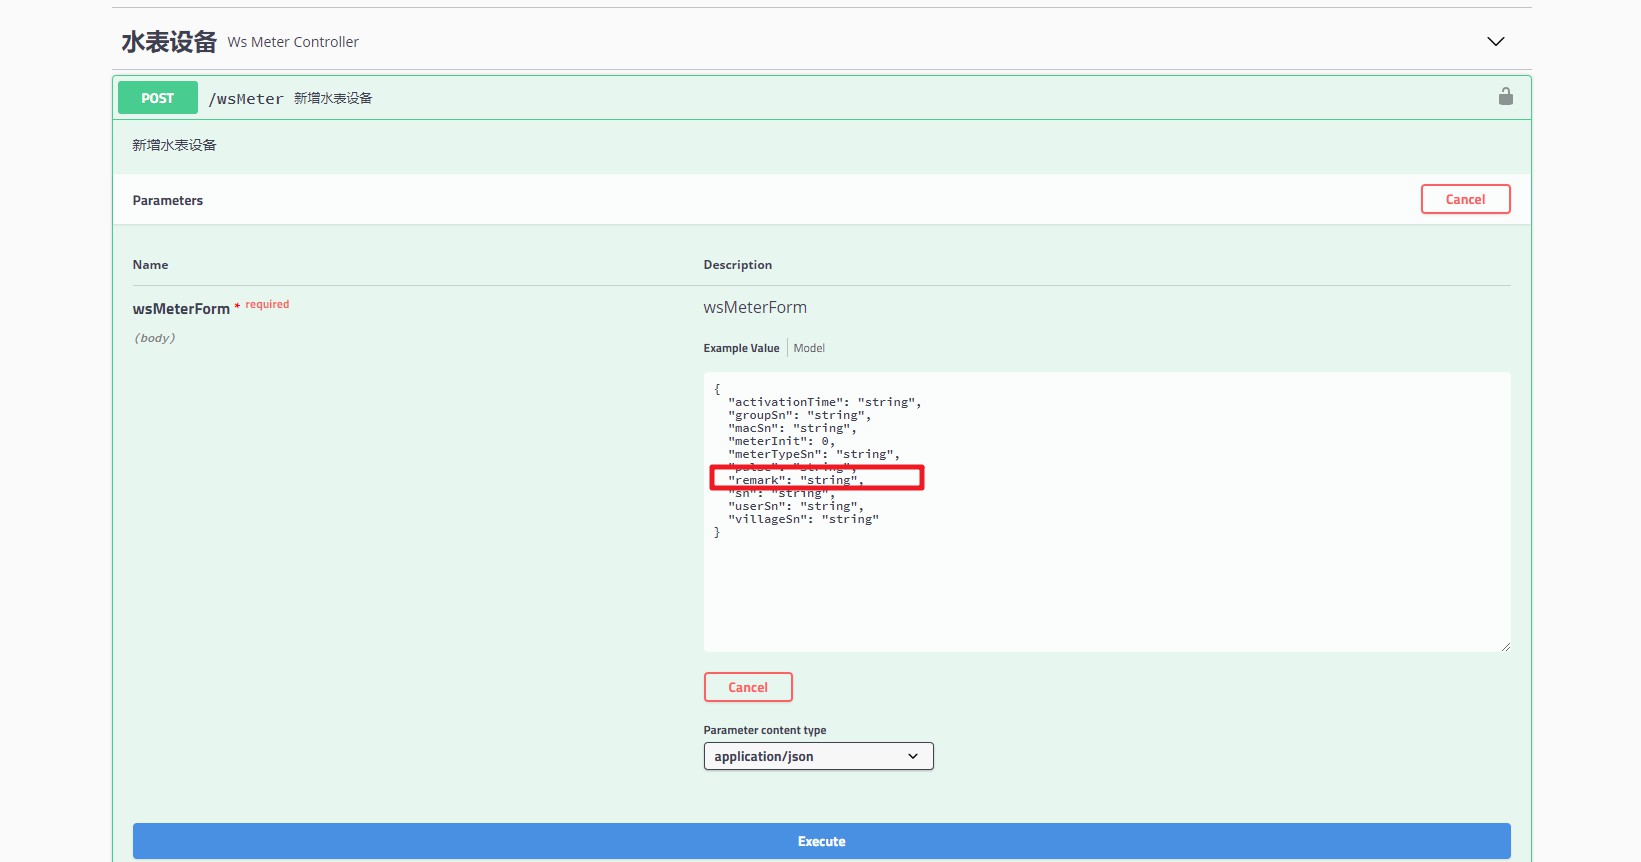 水表设备 Ws Meter Controller
POST /wsMeter 新增水表设备
新增水表设备
Parameters
Cancel
Name
Description
wsMeterForm * required
(body)
wsMeterForm
Example Value
Model
{
"activationTime": "string",
"groupSn": "string",
"macSn": "string",
"meterInit": 0,
"meterTypeSn": "string",
"pulse": "string",
"remark": "string",
"sn": "string",
"userSn": "string",
"villageSn": "string"
}
Cancel
Parameter content type
application/json
Execute